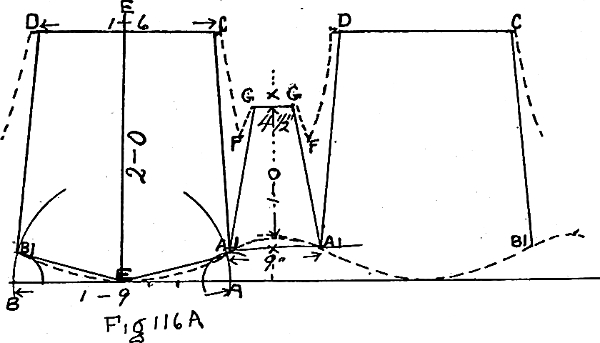 E
D 1-6 C D C
G X G
4½"
F F
2-0
1-0
B1 A1 A1 B1
E X
9"
B 1-9 A
Fig 116A